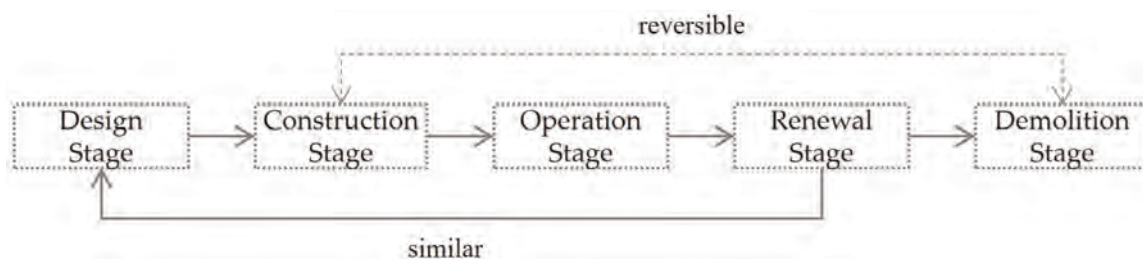 reversible
Design
Stage
Construction
Stage
Operation
Stage
Renewal
Stage
Demolition
Stage
similar